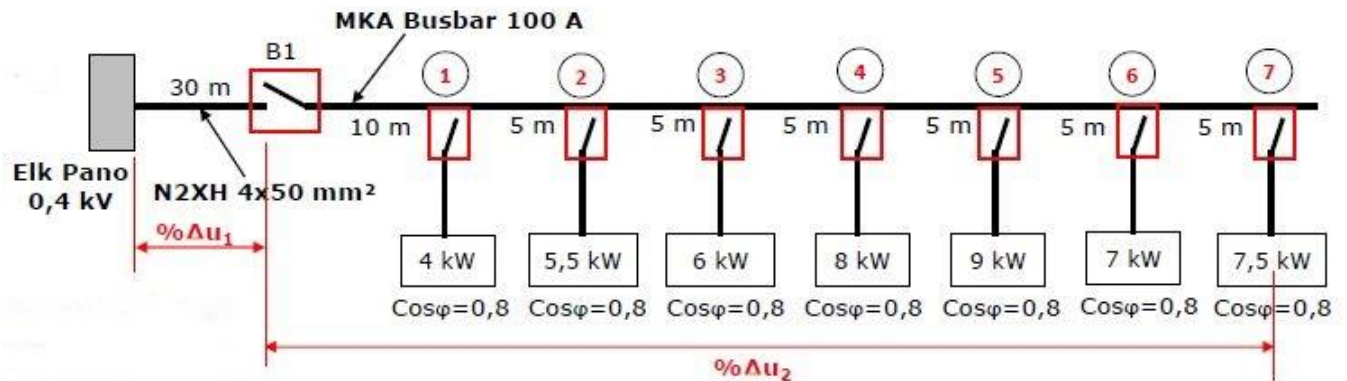 MKA Busbar 100 A
B1
1 2 3 4 5 6 7
30 m
10 m 5 m 5 m 5 m 5 m 5 m 5 m
Elk Pano
0,4 kV
N2XH 4x50 mm²
%Δu₁
4 kW 5,5 kW 6 kW 8 kW 9 kW 7 kW 7,5 kW
Cosφ=0,8 Cosφ=0,8 Cosφ=0,8 Cosφ=0,8 Cosφ=0,8 Cosφ=0,8 Cosφ=0,8
%Δu₂